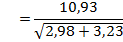 = 10,93 / √(2,98 + 3,23)